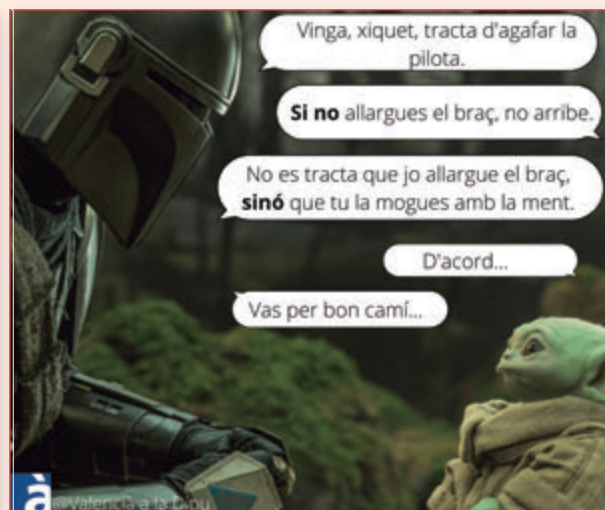 Vinga, xiquet, tracta d'agafar la
pilota.
Si no allargues el braç, no arribe.
No es tracta que jo allargue el braç,
sinó que tu la mogues amb la ment.
D'acord...
Vas per bon camí...
à @Valencià a la Dipu